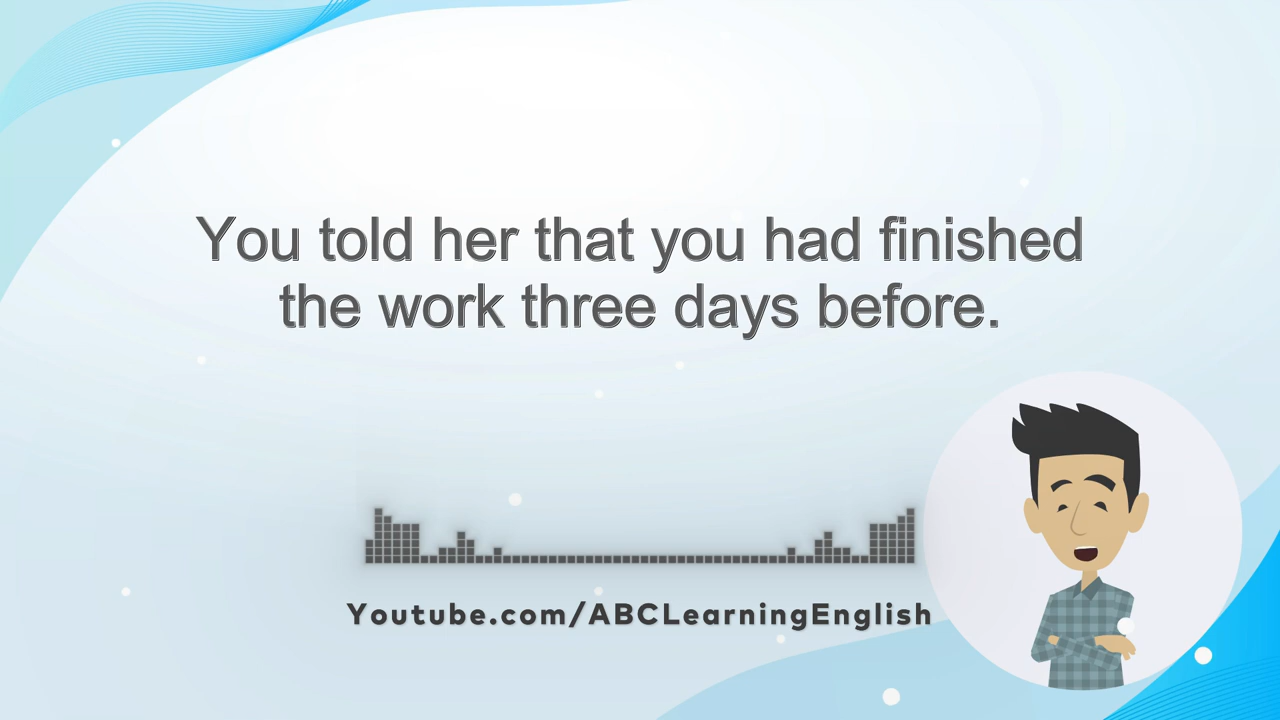 You told her that you had finished
the work three days before.
Youtube.com/ABCLearningEnglish